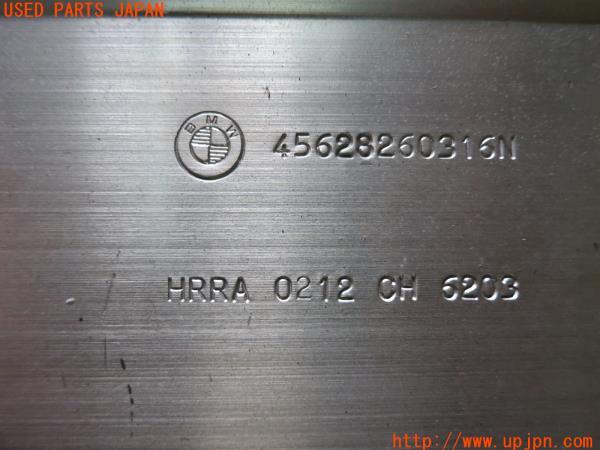 USED PARTS JAPAN
BMW
45628260316N
HRRA 0212 CH 6203
http://www-upjpn.com